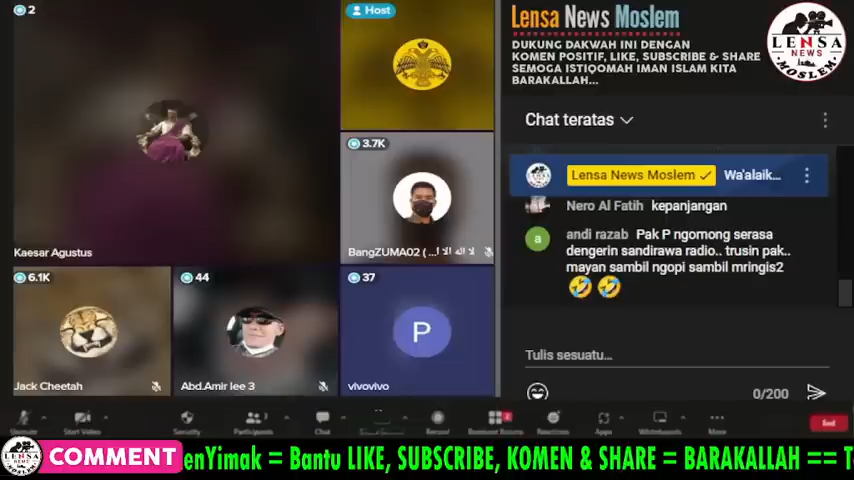 2
Host
Kaesar Agustus
3.7K
BangZUMA02 (
6.1K
Jack Cheetah
44
Abd.Amir lee 3
37
P
vivovivo
Lensa News Moslem
DUKUNG DAKWAH INI DENGAN
KOMEN POSITIF, LIKE, SUBSCRIBE & SHARE
SEMOGA ISTIQOMAH IMAN ISLAM KITA
BARAKALLAH...
LENSA
NEWS
MOSLEM
Chat teratas
Lensa News Moslem Wa'alaik...
Nero Al Fatih kepanjangan
a
andi razab Pak P ngomong serasa
dengerin sandirawa radio.. trusin pak..
mayan sambil ngopi sambil mringis2
🤣🤣
Tulis sesuatu...
0/200
Start Video
Security
Participants
Chat
Record
Reactions
Apps
Whiteboards
More
End
COMMENT
enYimak = Bantu LIKE, SUBSCRIBE, KOMEN & SHARE = BARAKALLAH == T